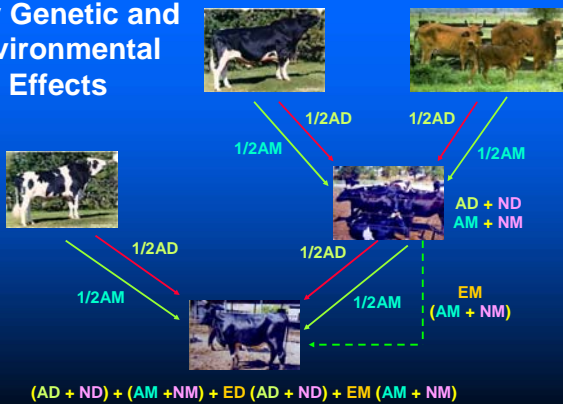 Genetic and
Effects
1/2AD
1/2AD
1/2AM
1/2AM
AD + ND
AM + NM
1/2AD
1/2AD
1/2AM
1/2AM
EM
(AM + NM)
(AD + ND) + (AM +NM) + ED (AD + ND) + EM (AM + NM)